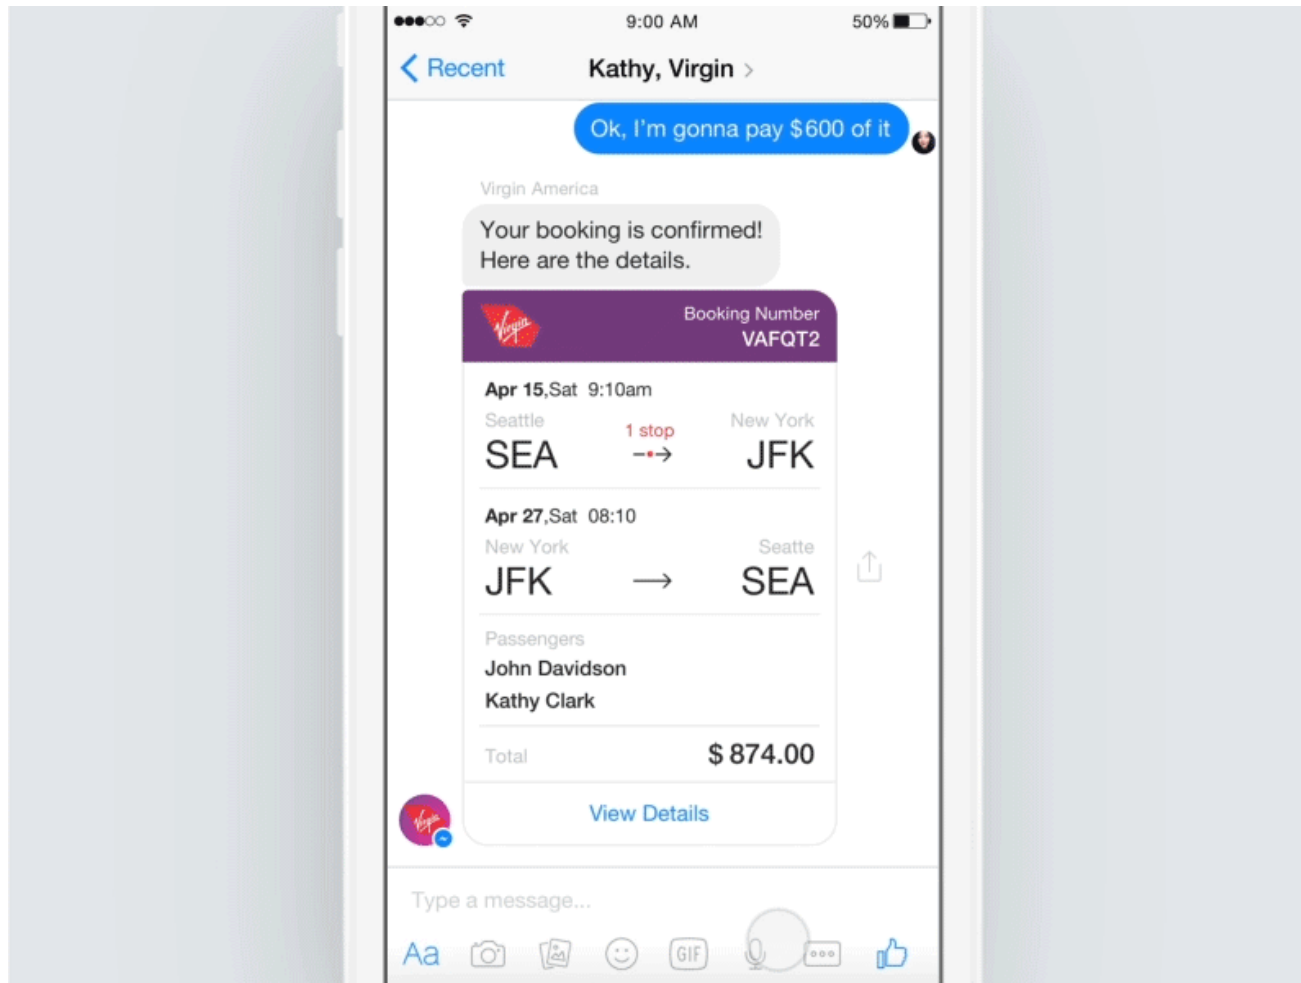 9:00 AM
50%
Recent
Kathy, Virgin
Ok, I'm gonna pay $600 of it
Virgin America
Your booking is confirmed!
Here are the details.
Virgin
Booking Number
VAFQT2
Apr 15,Sat 9:10am
Seattle
1 stop
New York
SEA
JFK
Apr 27,Sat 08:10
New York
Seatte
JFK
SEA
Passengers
John Davidson
Kathy Clark
Total
$ 874.00
View Details
Virgin
Type a message...
Aa
GIF